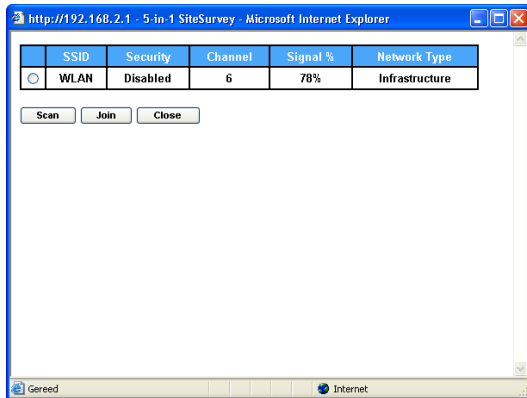 http://192.168.2.1 - 5-in-1 SiteSurvey - Microsoft Internet Explorer
SSID Security Channel Signal % Network Type
WLAN Disabled 6 78% Infrastructure
Scan Join Close
Gereed Internet